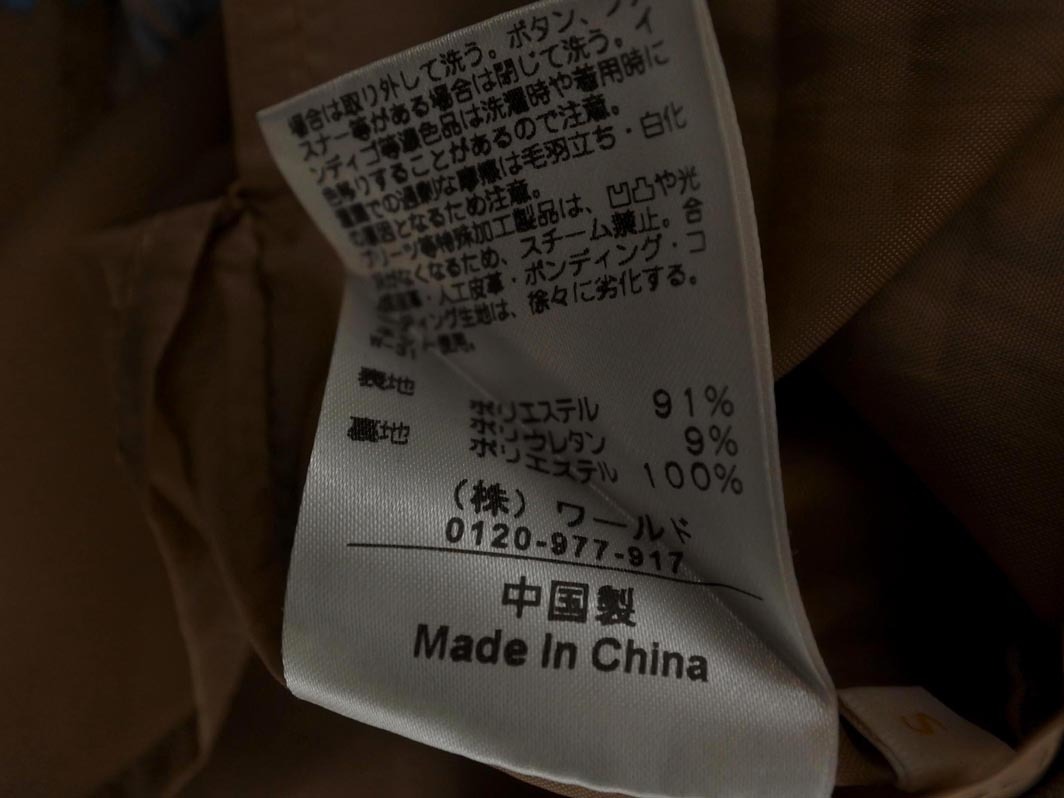 場合は取り外して洗う。ボタン、ファ
スナー等がある場合は閉じて洗う。イ
ンディゴ等濃色品は洗濯時や着用時に
色移りすることがあるので注意。
での過剰な摩擦は毛羽立ち・白化
の原因となるため注意。
プリーツ等特殊加工製品は、凹凸や光
沢がなくなるため、スチーム禁止。合
成皮革・人工皮革・ボンディング・コ
ーティング生地は、徐々に劣化する。
表地 ポリエステル 91%
ポリウレタン 9%
裏地 ポリエステル 100%
(株) ワールド
0120-977-917
中国製
Made In China
S